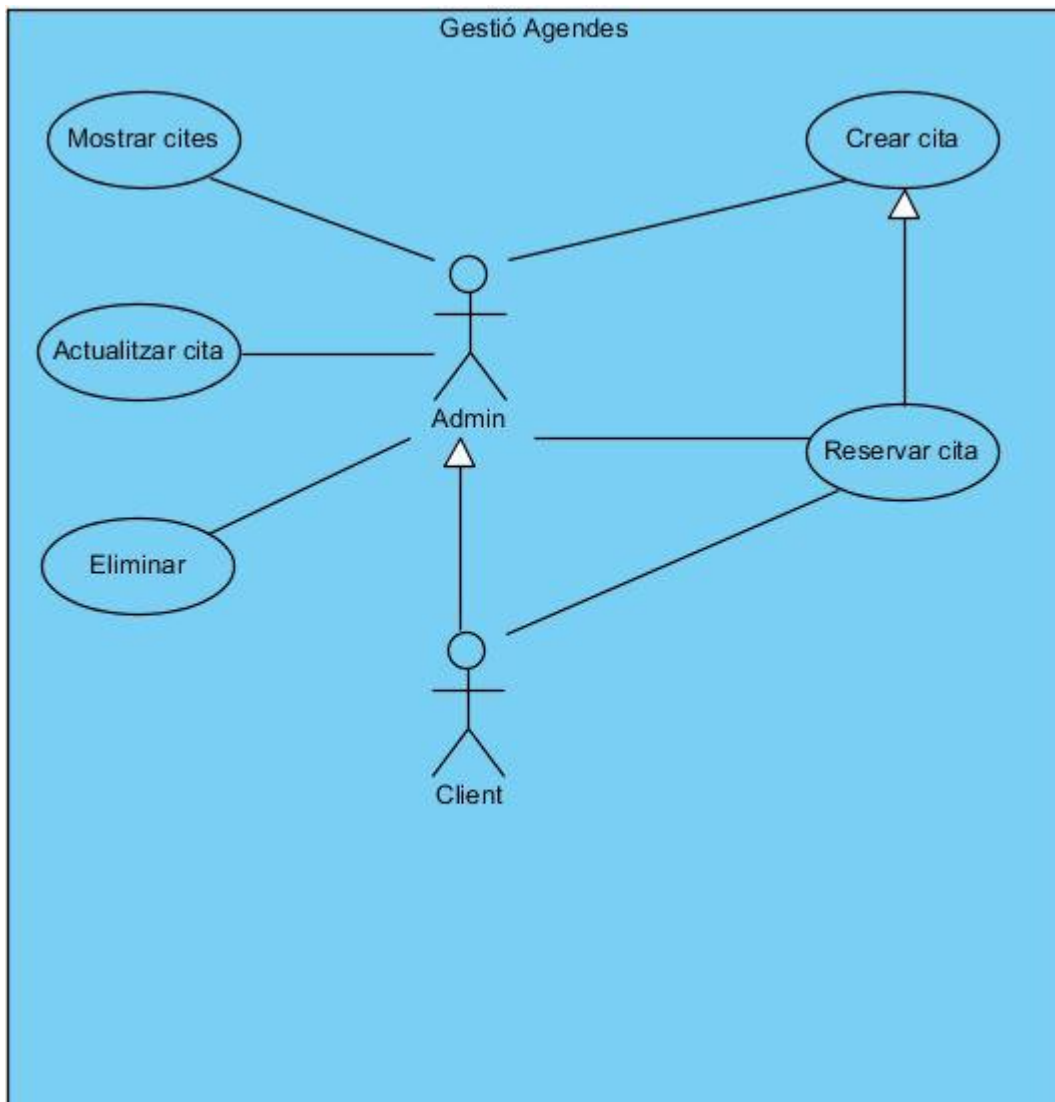 Gestió Agendes
Mostrar cites
Crear cita
Actualitzar cita
Admin
Reservar cita
Eliminar
Client